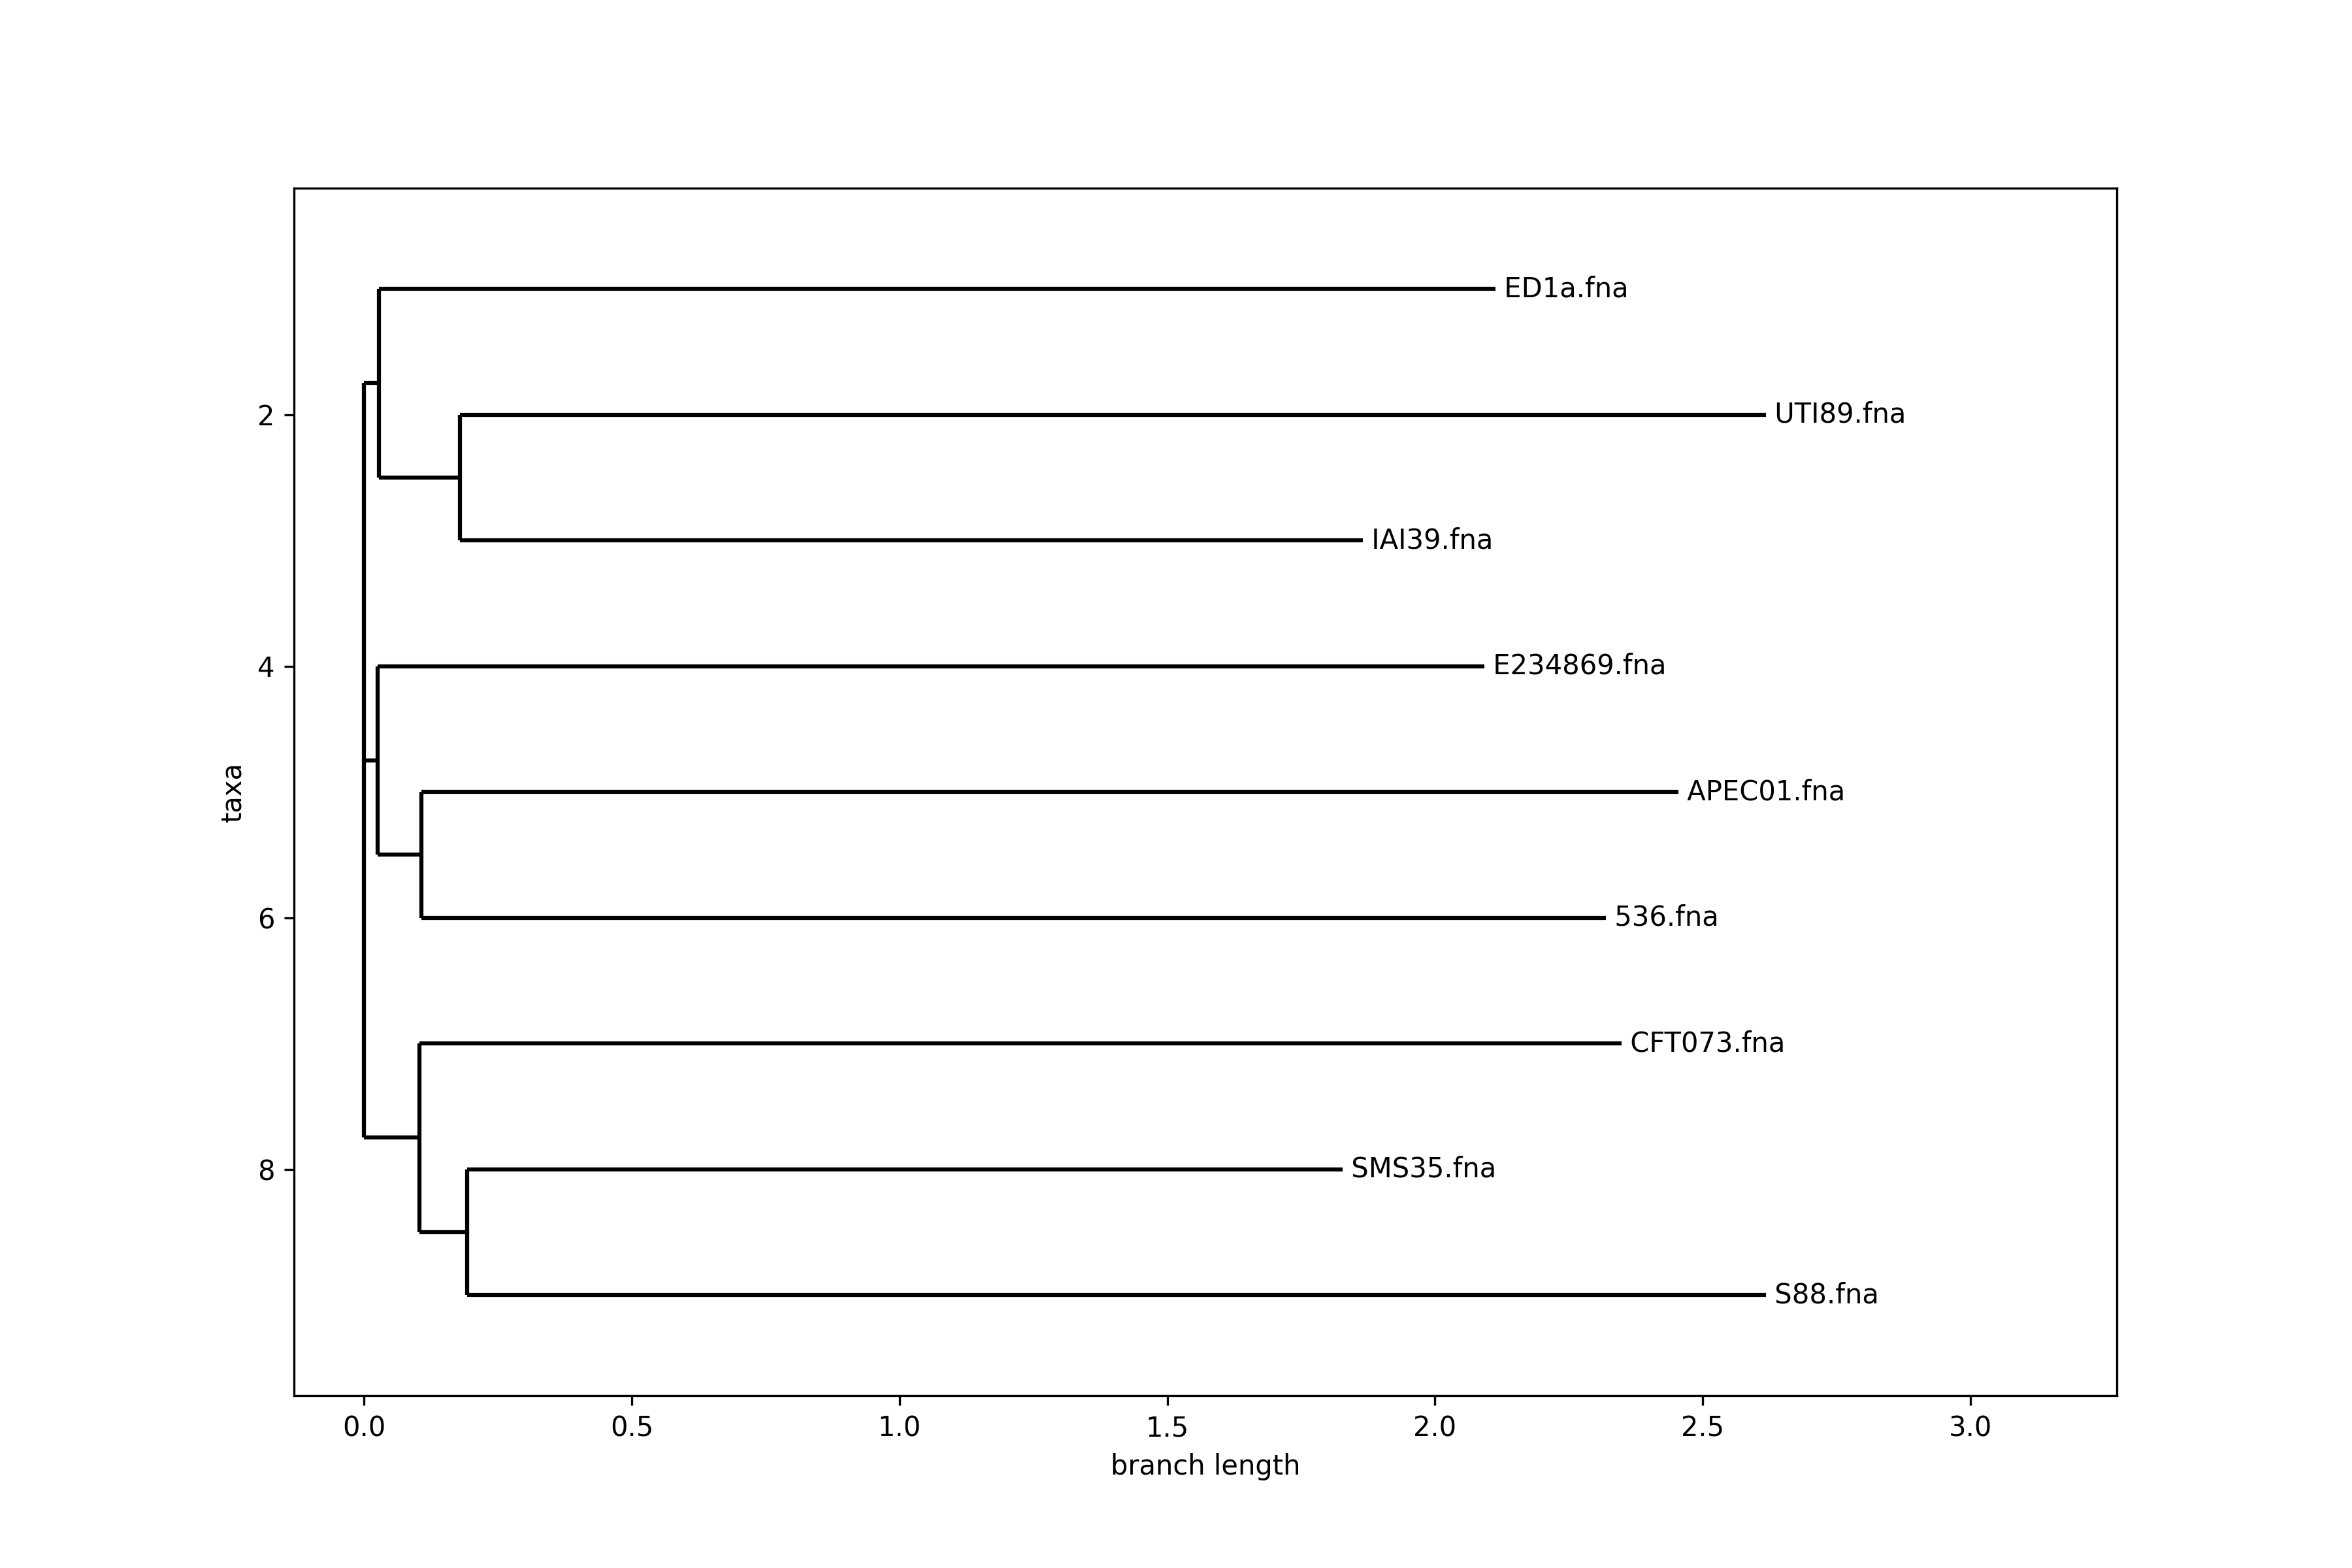 ED1a.fna
2
UTI89.fna
IAI39.fna
4
E234869.fna
taxa
APEC01.fna
6
536.fna
CFT073.fna
8
SMS35.fna
S88.fna
0.0 0.5 1.0 1.5 2.0 2.5 3.0
branch length